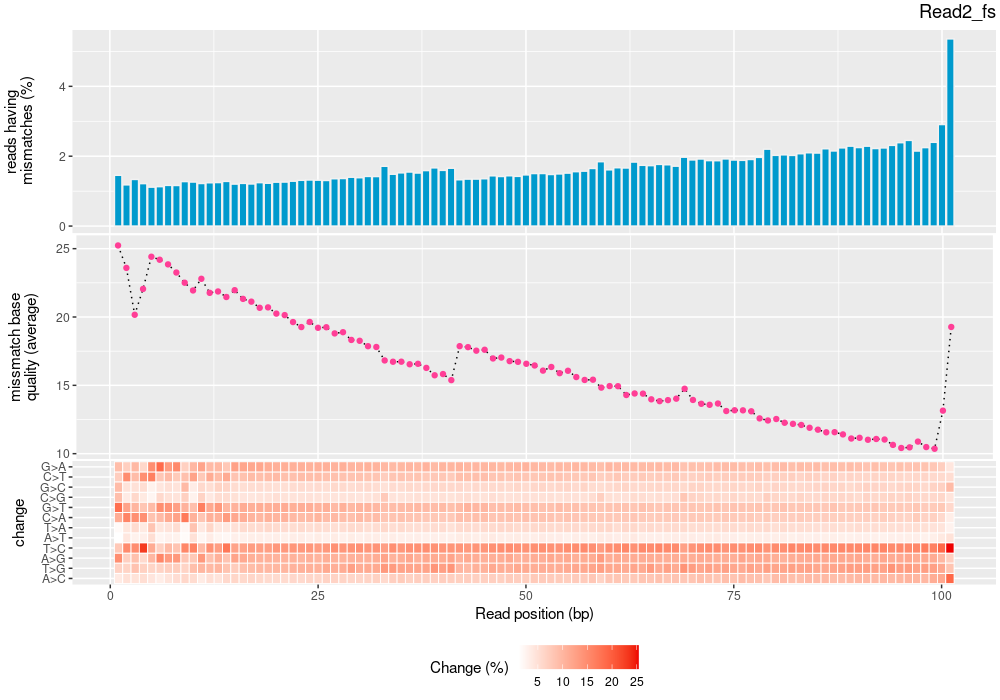 Read2_fs
reads having
mismatches (%)
4
2
0
missmatch base
quality (average)
25
20
15
10
change
G>A
C>T
G>C
C>G
G>T
C>A
T>A
A>T
T>C
A>G
T>G
A>C
0 25 50 75 100
Read position (bp)
Change (%)
5 10 15 20 25